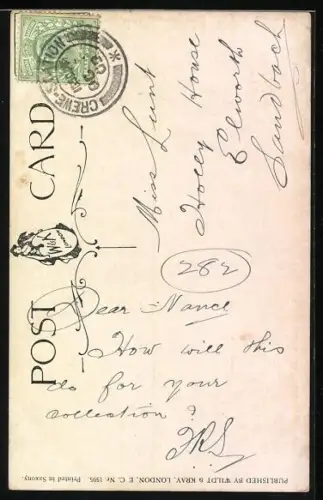 CREWE-STATION
POST CARD
Miss Lunt
Holly House
Elworth
Sandbach
282
Dear Nance
How will this
do for your
collection?
PUBLISHED BY WILDT & KRAY, LONDON, E.C. Nr. 1595. Printed in Saxony.